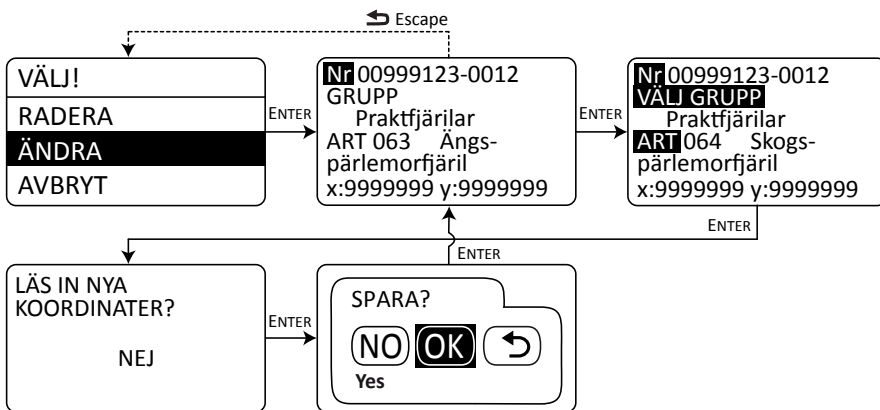 Escape
VÄLJ!
RADERA
ÄNDRA
AVBRYT
ENTER
Nr 00999123-0012
GRUPP
Praktfjärilar
ART 063 Ängs-
pärlemorfjäril
x:9999999 y:9999999
ENTER
Nr 00999123-0012
VÄLJ GRUPP
Praktfjärilar
ART 064 Skogs-
pärlemorfjäril
x:9999999 y:9999999
ENTER
LÄS IN NYA
KOORDINATER?
NEJ
ENTER
ENTER
SPARA?
NO OK
Yes